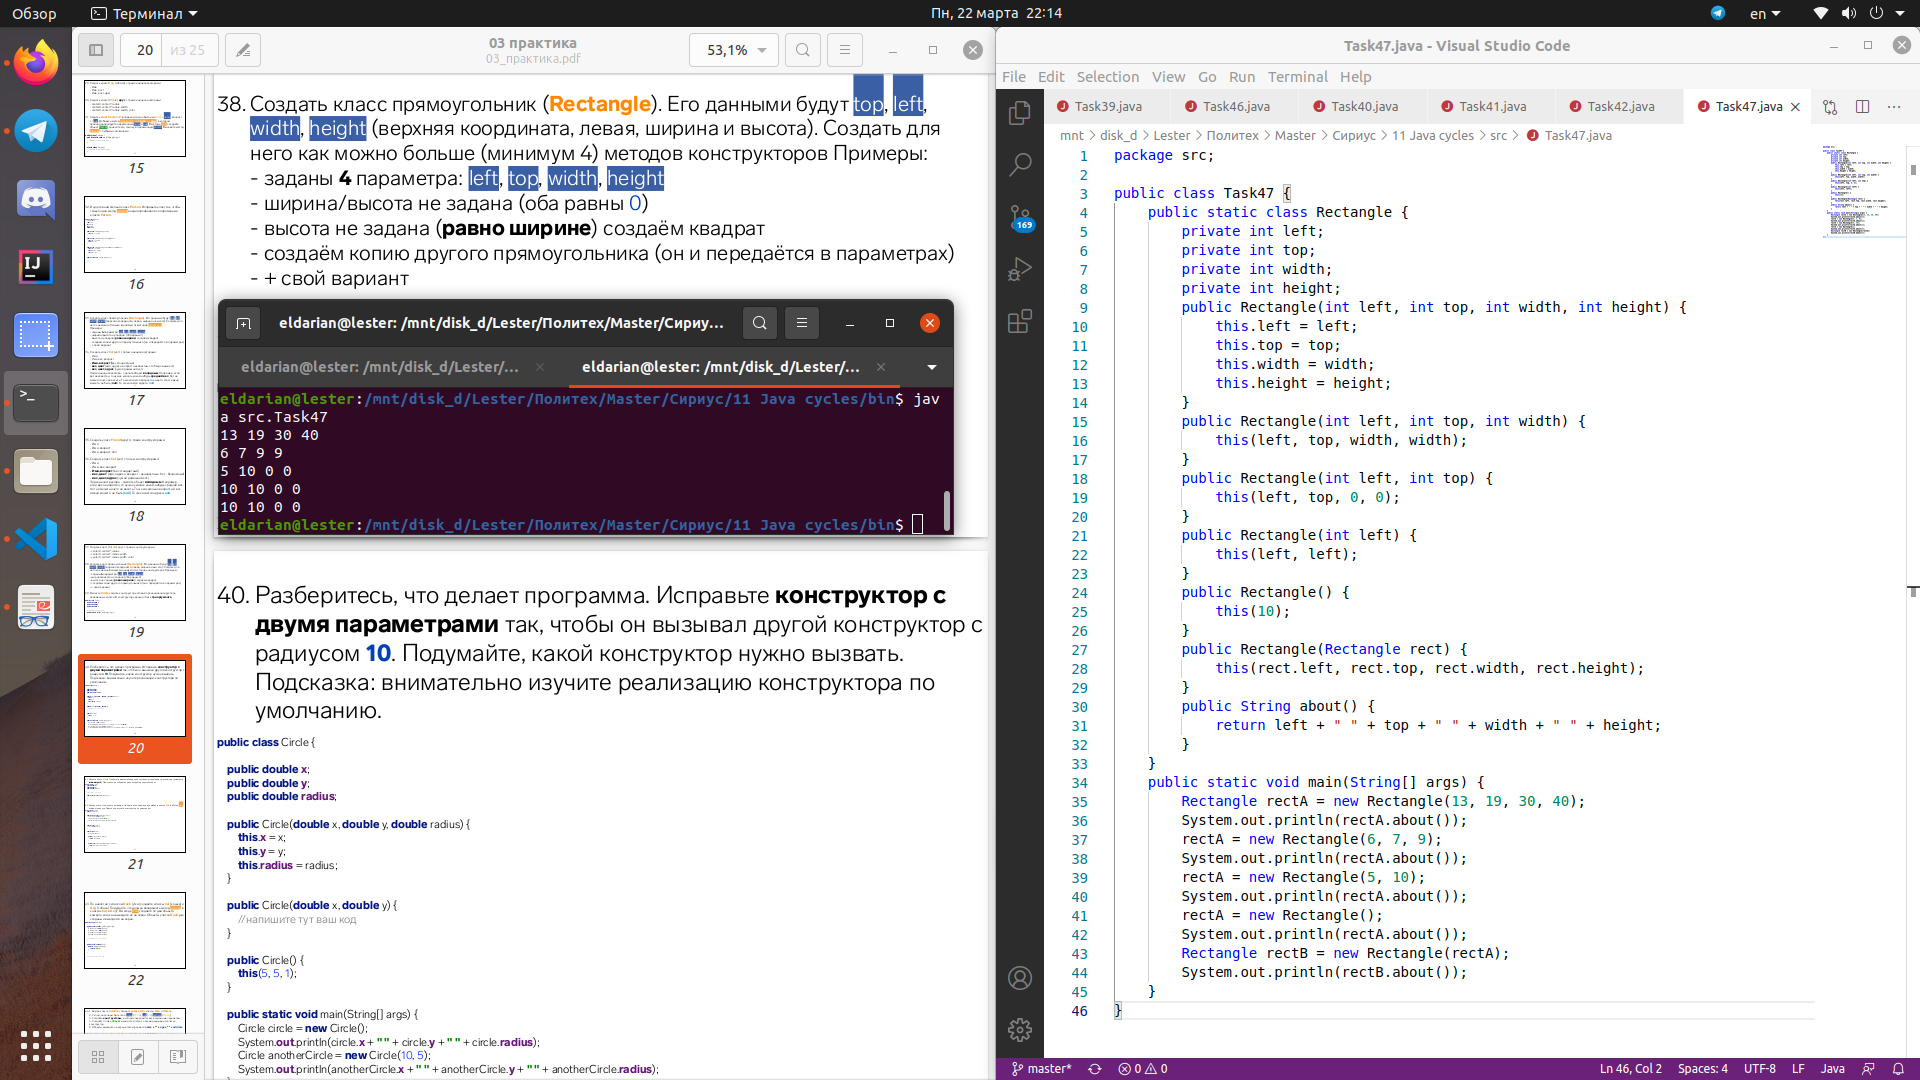 Обзор
Терминал
Пн, 22 марта 22:14
en
20
из 25
03 практика
03_практика.pdf
53,1%
15
16
17
18
19
20
21
22
38. Создать класс прямоугольник (Rectangle). Его данными будут top, left,
width, height (верхняя координата, левая, ширина и высота). Создать для
него как можно больше (минимум 4) методов конструкторов Примеры:
- заданы 4 параметра: left, top, width, height
- ширина/высота не задана (оба равны 0)
- высота не задана (равно ширине) создаём квадрат
- создаём копию другого прямоугольника (он и передаётся в параметрах)
- + свой вариант
eldarian@lester: /mnt/disk_d/Lester/Политех/Master/Сириу...
eldarian@lester: /mnt/disk_d/Lester/...
eldarian@lester: /mnt/disk_d/Lester/...
eldarian@lester:/mnt/disk_d/Lester/Политех/Master/Сириус/11 Java cycles/bin$ jav
a src.Task47
13 19 30 40
6 7 9 9
5 10 0 0
10 10 0 0
10 10 0 0
eldarian@lester:/mnt/disk_d/Lester/Политех/Master/Сириус/11 Java cycles/bin$
40. Разберитесь, что делает программа. Исправьте конструктор с
двумя параметрами так, чтобы он вызывал другой конструктор с
радиусом 10. Подумайте, какой конструктор нужно вызвать.
Подсказка: внимательно изучите реализацию конструктора по
умолчанию.
public class Circle {
public double x;
public double y;
public double radius;
public Circle(double x, double y, double radius) {
this.x = x;
this.y = y;
this.radius = radius;
}
public Circle(double x, double y) {
//напишите тут ваш код
}
public Circle() {
this(5, 5, 1);
}
public static void main(String[] args) {
Circle circle = new Circle();
System.out.println(circle.x + " " + circle.y + " " + circle.radius);
Circle anotherCircle = new Circle(10, 5);
System.out.println(anotherCircle.x + " " + anotherCircle.y + " " + anotherCircle.radius);
Task47.java - Visual Studio Code
File Edit Selection View Go Run Terminal Help
Task39.java
Task46.java
Task40.java
Task41.java
Task42.java
Task47.java
mnt > disk_d > Lester > Политех > Master > Сириус > 11 Java cycles > src > Task47.java
169
1 package src;
2
3 public class Task47 {
4 public static class Rectangle {
5 private int left;
6 private int top;
7 private int width;
8 private int height;
9 public Rectangle(int left, int top, int width, int height) {
10 this.left = left;
11 this.top = top;
12 this.width = width;
13 this.height = height;
14 }
15 public Rectangle(int left, int top, int width) {
16 this(left, top, width, width);
17 }
18 public Rectangle(int left, int top) {
19 this(left, top, 0, 0);
20 }
21 public Rectangle(int left) {
22 this(left, left);
23 }
24 public Rectangle() {
25 this(10);
26 }
27 public Rectangle(Rectangle rect) {
28 this(rect.left, rect.top, rect.width, rect.height);
29 }
30 public String about() {
31 return left + " " + top + " " + width + " " + height;
32 }
33 }
34 public static void main(String[] args) {
35 Rectangle rectA = new Rectangle(13, 19, 30, 40);
36 System.out.println(rectA.about());
37 rectA = new Rectangle(6, 7, 9);
38 System.out.println(rectA.about());
39 rectA = new Rectangle(5, 10);
40 System.out.println(rectA.about());
41 rectA = new Rectangle();
42 System.out.println(rectA.about());
43 Rectangle rectB = new Rectangle(rectA);
44 System.out.println(rectB.about());
45 }
46 }
master*
0
0
Ln 46, Col 2
Spaces: 4
UTF-8
LF
Java